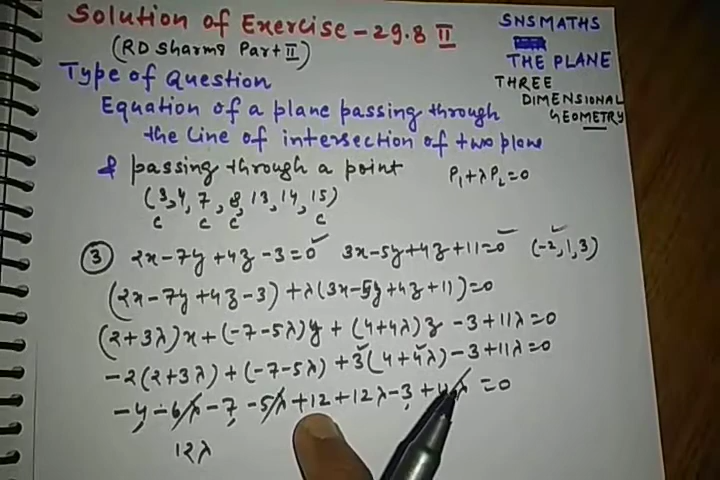 Solution of Exercise-29.8 II
(RD Sharma Part II)
SNSMATHS
THE PLANE
THREE
DIMENSIONAL
GEOMETRY
Type of Question
Equation of a plane passing through
the line of intersection of two plane
& passing through a point P₁+λP₂=0
(3,4, 7, 8, 13, 14, 15)
c c c c
③ 2x-7y+4z-3=0 3x-5y+4z+11=0 (-2,1,3)
(2x-7y+4z-3)+λ(3x-5y+4z+11)=0
(2+3λ)x+(-7-5λ)y+(4+4λ)z-3+11λ=0
-2(2+3λ)+(-7-5λ)+3(4+4λ)-3+11λ=0
-4-6λ-7-5λ+12+12λ-3+11λ=0
12λ